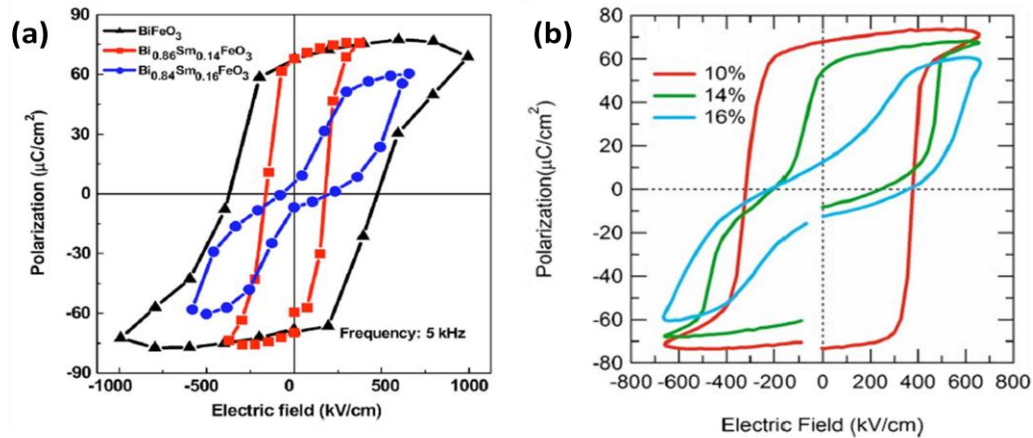 (a)
90
60
30
0
-30
-60
-90
Polarization (μC/cm²)
BiFeO₃
Bi₀.₈₆Sm₀.₁₄FeO₃
Bi₀.₈₄Sm₀.₁₆FeO₃
Frequency: 5 kHz
-1000 -500 0 500 1000
Electric field (kV/cm)
(b)
80
60
40
20
0
-20
-40
-60
80
Polarization(μC/cm²)
10%
14%
16%
-800 -600 -400 -200 0 200 400 600 800
Electric Field (kV/cm)